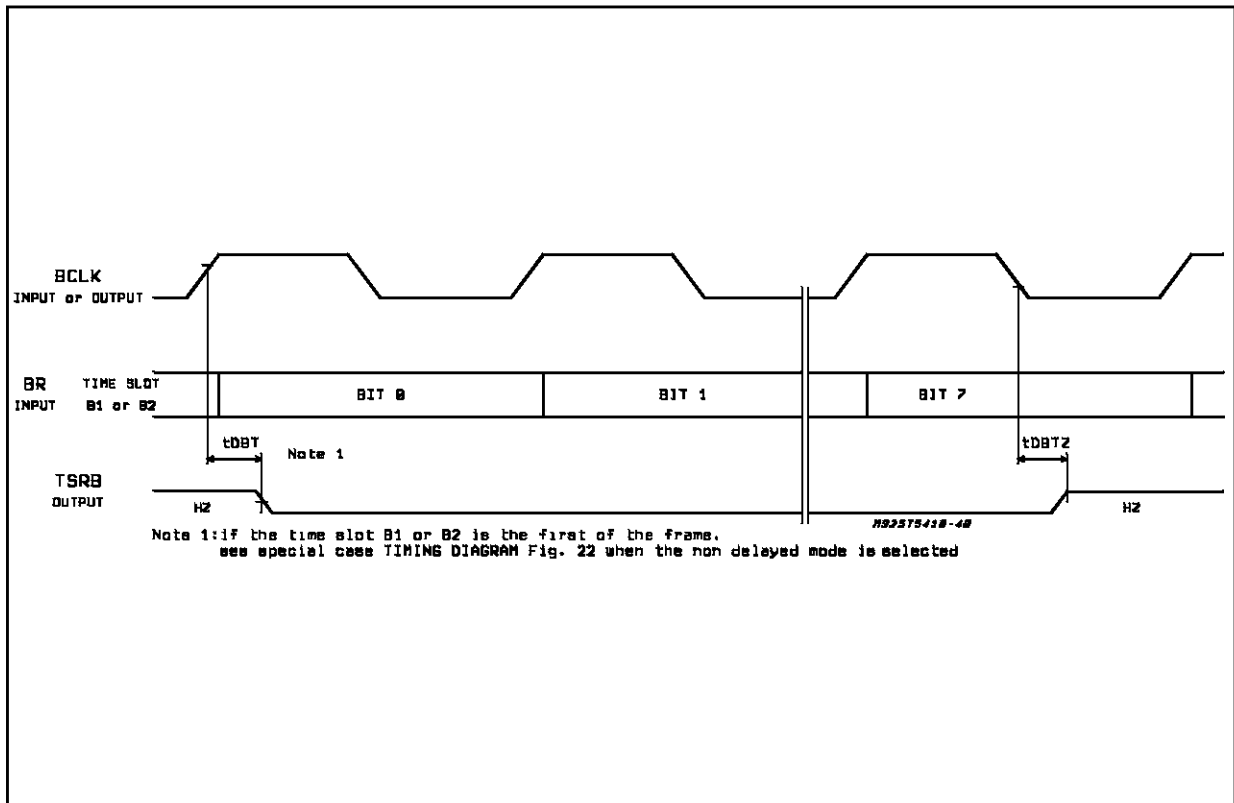 BCLK
INPUT or OUTPUT
BR TIME SLOT
INPUT B1 or B2
BIT 0
BIT 1
BIT 7
tDBT
Note 1
tDBTZ
TSRB
OUTPUT
HZ
HZ
M92ST5410-40
Note 1:if the time slot B1 or B2 is the first of the frame.
see special case TIMING DIAGRAM Fig. 22 when the non delayed mode is selected